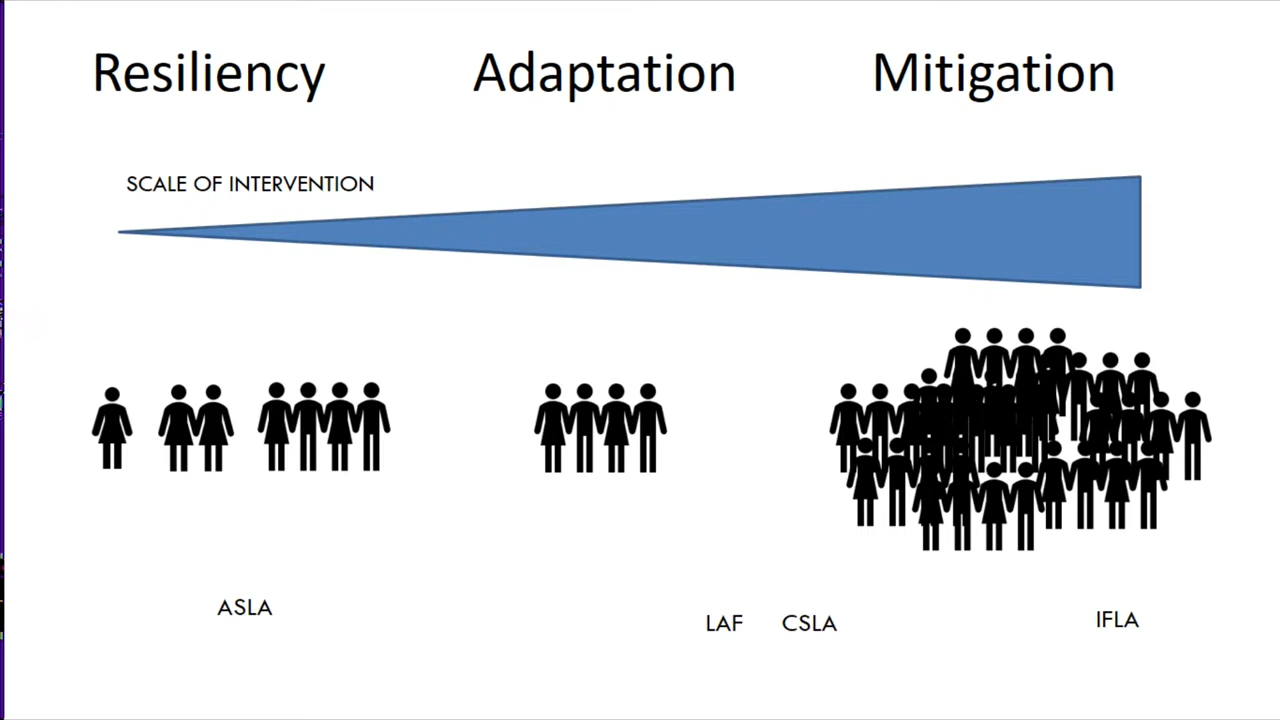 Resiliency Adaptation Mitigation
SCALE OF INTERVENTION
ASLA
LAF CSLA IFLA